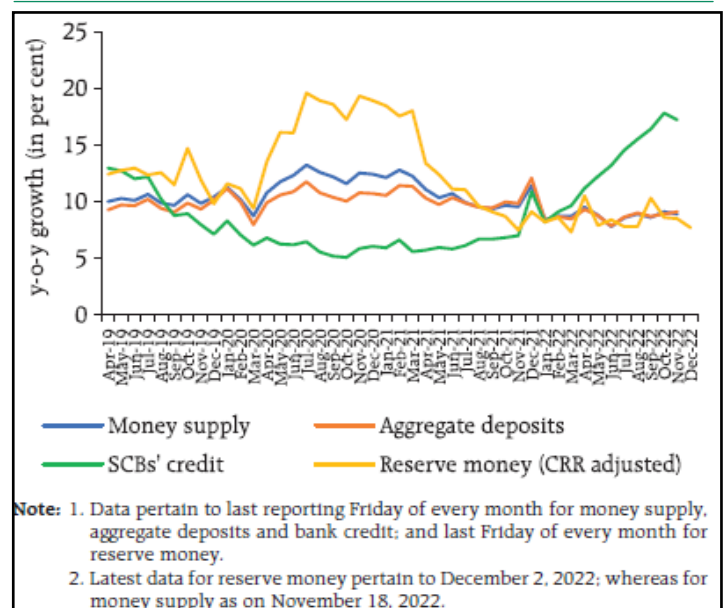 25
20
15
10
5
0
y-o-y growth (in per cent)
Apr-19
May-19
Jun-19
Jul-19
Aug-19
Sep-19
Oct-19
Nov-19
Dec-19
Jan-20
Feb-20
Mar-20
Apr-20
May-20
Jun-20
Jul-20
Aug-20
Sep-20
Oct-20
Nov-20
Dec-20
Jan-21
Feb-21
Mar-21
Apr-21
May-21
Jun-21
Jul-21
Aug-21
Sep-21
Oct-21
Nov-21
Dec-21
Jan-22
Feb-22
Mar-22
Apr-22
May-22
Jun-22
Jul-22
Aug-22
Sep-22
Oct-22
Nov-22
Dec-22
Money supply
Aggregate deposits
SCBs' credit
Reserve money (CRR adjusted)
Note: 1. Data pertain to last reporting Friday of every month for money supply,
aggregate deposits and bank credit; and last Friday of every month for
reserve money.
2. Latest data for reserve money pertain to December 2, 2022; whereas for
money supply as on November 18, 2022.